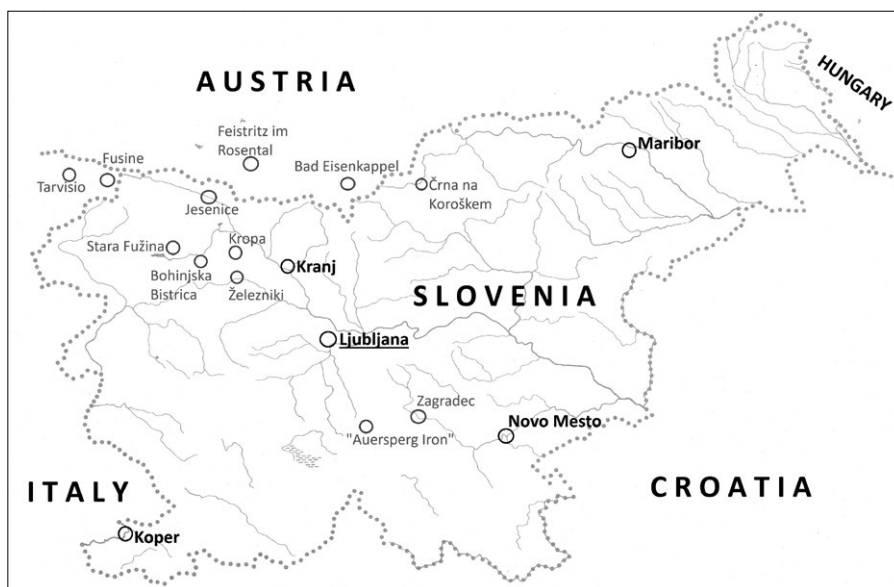 AUSTRIA
HUNGARY
Feistritz im
Rosental
Maribor
Fusine
Bad Eisenkappel
Tarvisio
Črna na
Koroškem
Jesenice
Stara Fužina
Kropa
Kranj
Bohinjska
Bistrica
Železniki
SLOVENIA
Ljubljana
Zagradec
Novo Mesto
"Auersperg Iron"
ITALY
CROATIA
Koper